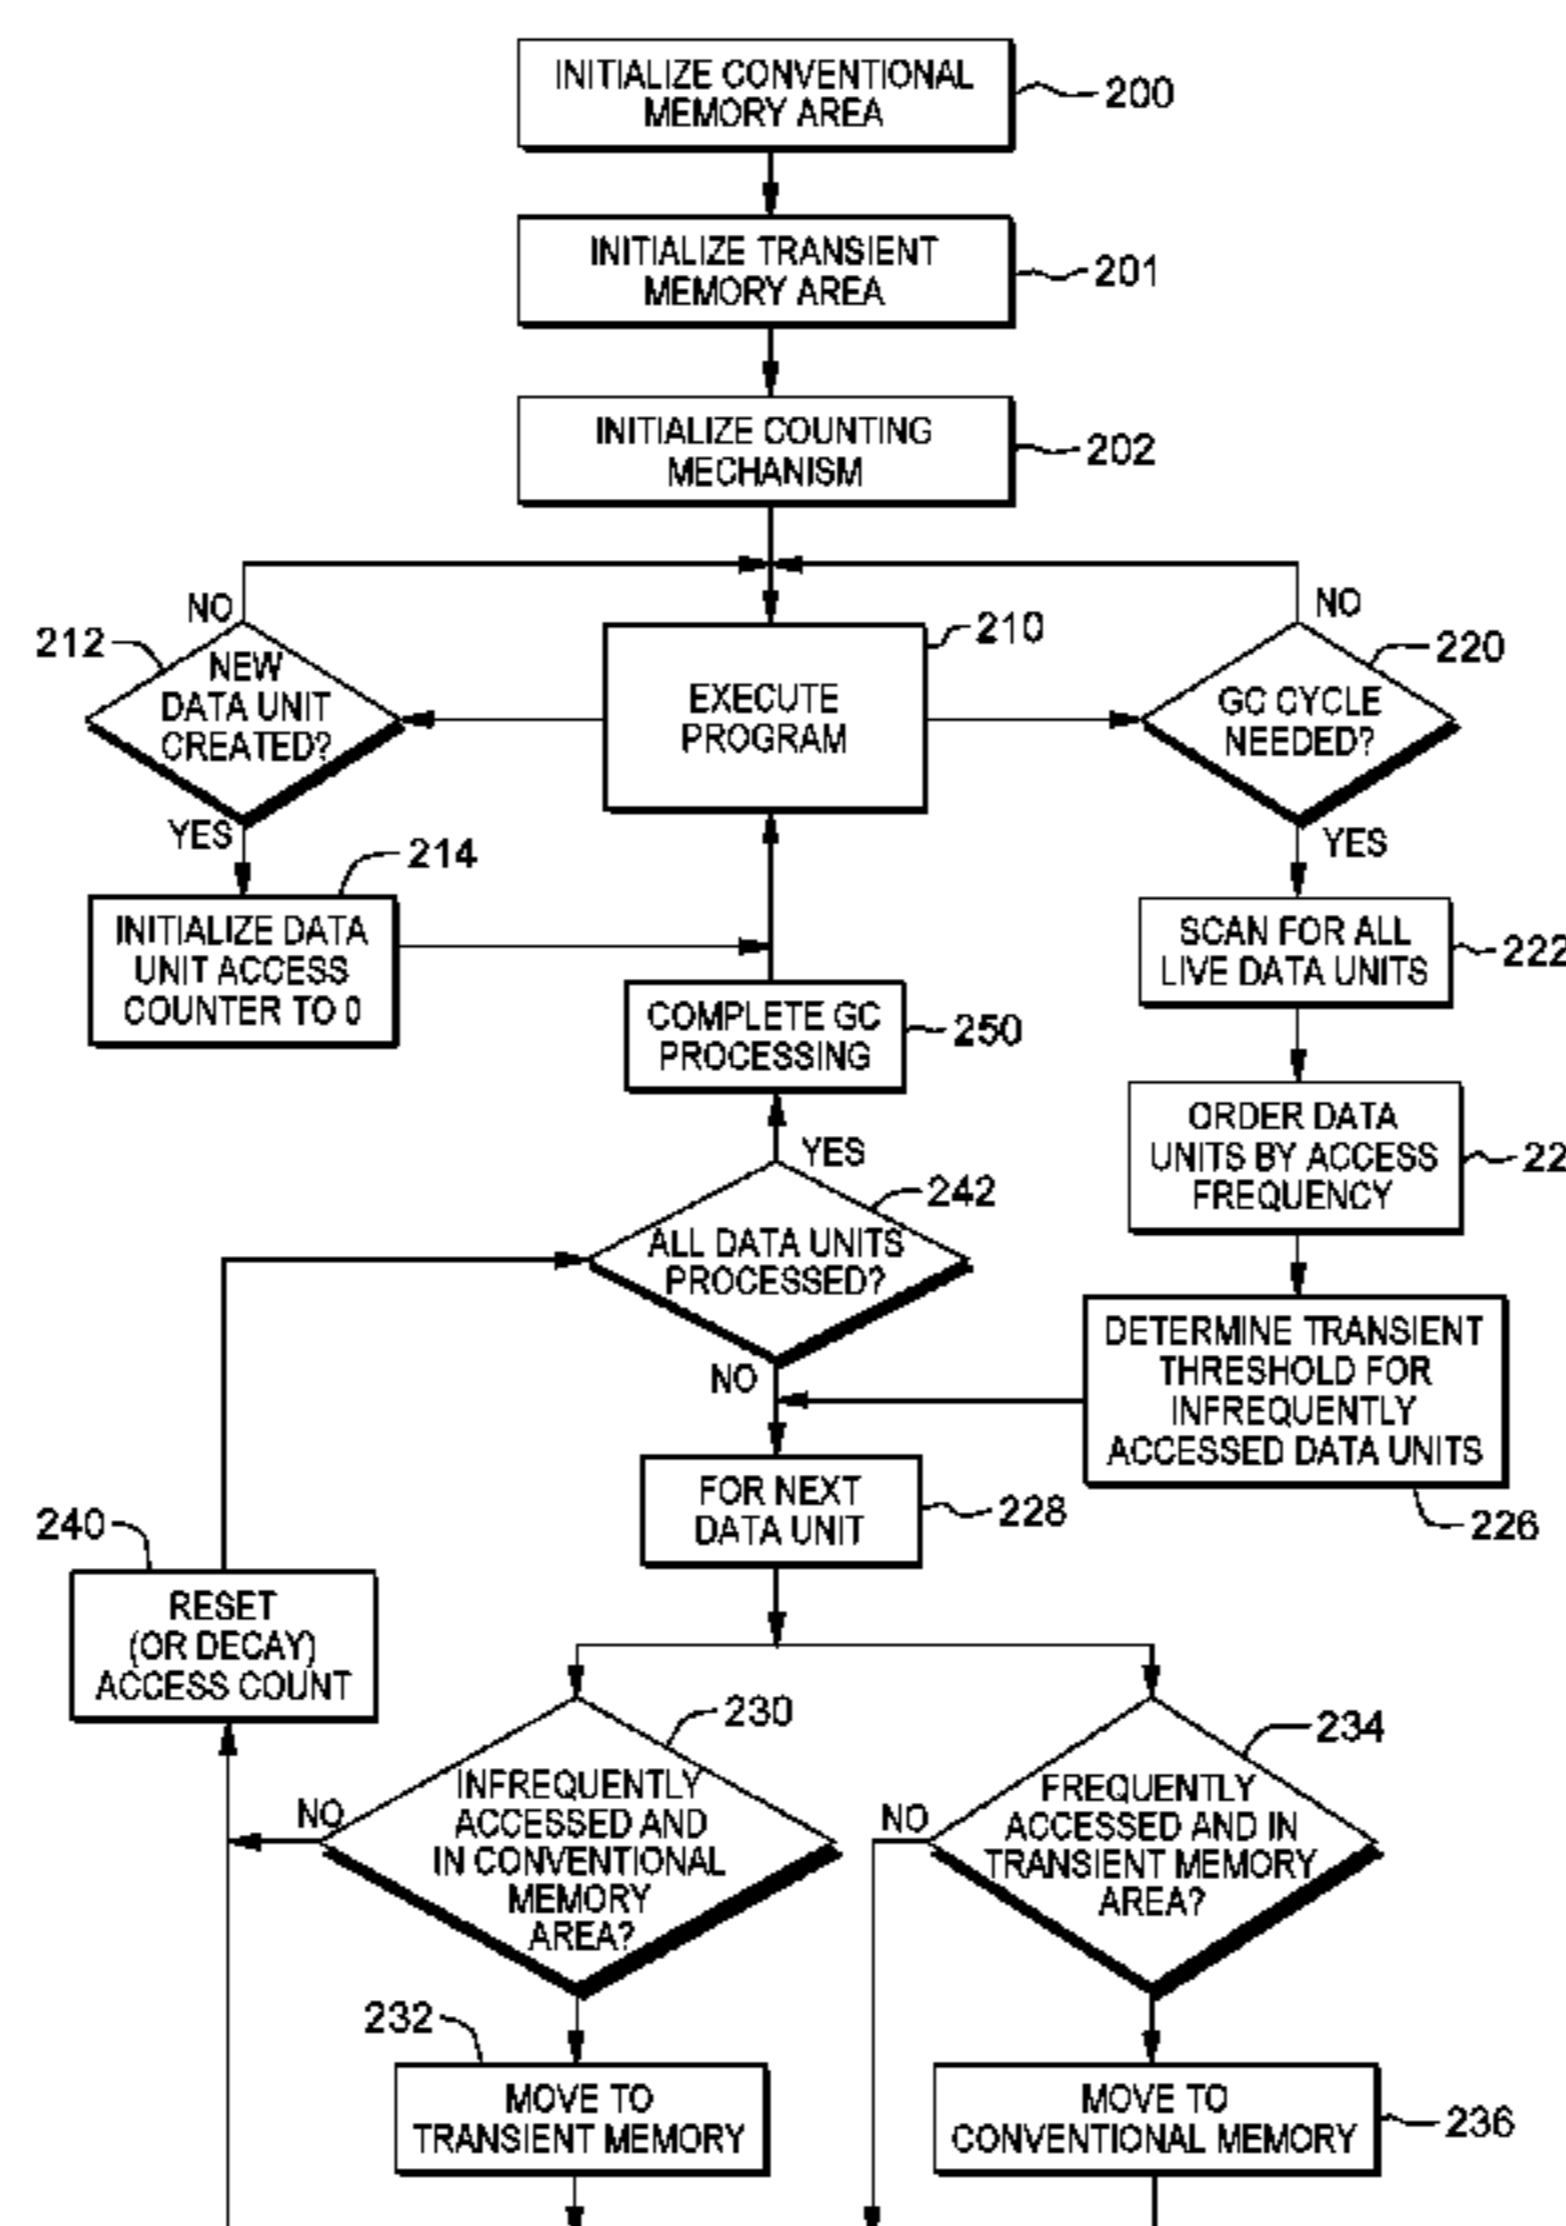 INITIALIZE CONVENTIONAL
MEMORY AREA
200
INITIALIZE TRANSIENT
MEMORY AREA
201
INITIALIZE COUNTING
MECHANISM
202
NO
NO
212
NEW
DATA UNIT
CREATED?
YES
EXECUTE
PROGRAM
210
220
GC CYCLE
NEEDED?
YES
214
INITIALIZE DATA
UNIT ACCESS
COUNTER TO 0
SCAN FOR ALL
LIVE DATA UNITS
222
COMPLETE GC
PROCESSING
250
ORDER DATA
UNITS BY ACCESS
FREQUENCY
22
YES
242
ALL DATA UNITS
PROCESSED?
NO
DETERMINE TRANSIENT
THRESHOLD FOR
INFREQUENTLY
ACCESSED DATA UNITS
226
FOR NEXT
DATA UNIT
228
240
RESET
(OR DECAY)
ACCESS COUNT
230
INFREQUENTLY
ACCESSED AND
IN CONVENTIONAL
MEMORY
AREA?
NO
234
FREQUENTLY
ACCESSED AND IN
TRANSIENT MEMORY
AREA?
NO
232
MOVE TO
TRANSIENT MEMORY
MOVE TO
CONVENTIONAL MEMORY
236